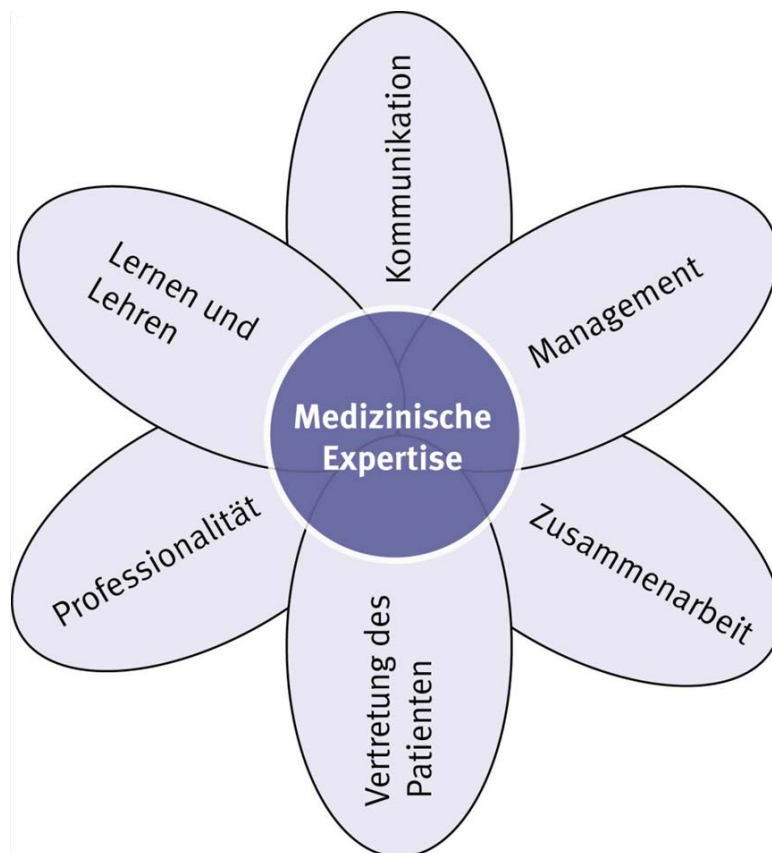 Kommunikation
Management
Zusammenarbeit
Vertretung des
Patienten
Professionalität
Lernen und
Lehren
Medizinische
Expertise